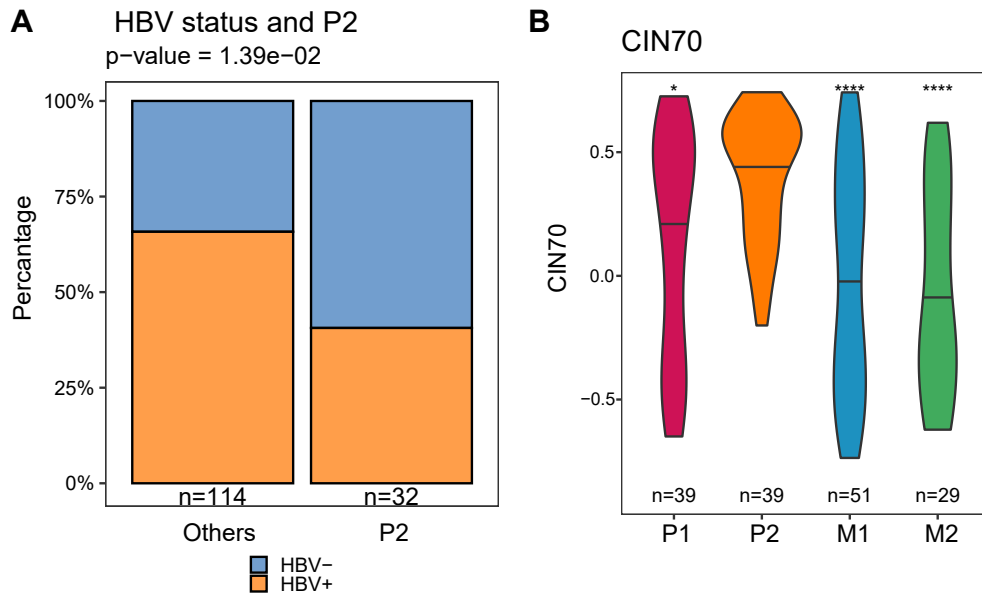 A
HBV status and P2
p−value = 1.39e−02
Percantage
100%
75%
50%
25%
0%
n=114
n=32
Others
P2
HBV−
HBV+
B
CIN70
CIN70
0.5
0.0
−0.5
*
****
****
n=39
n=39
n=51
n=29
P1
P2
M1
M2